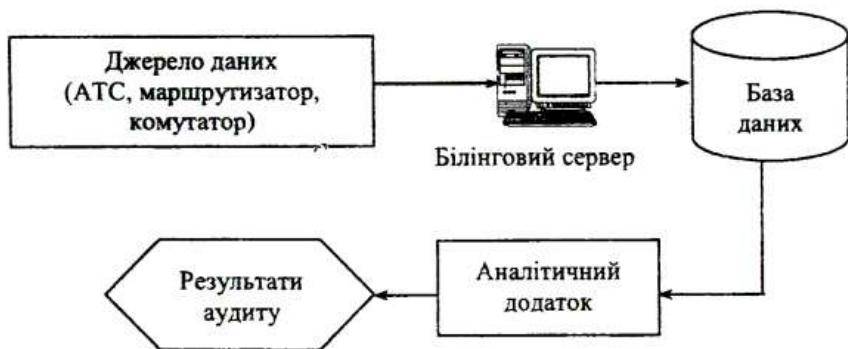 Джерело даних
(АТС, маршрутизатор,
комутатор)
Білінговий сервер
База
даних
Аналітичний
додаток
Результати
аудиту